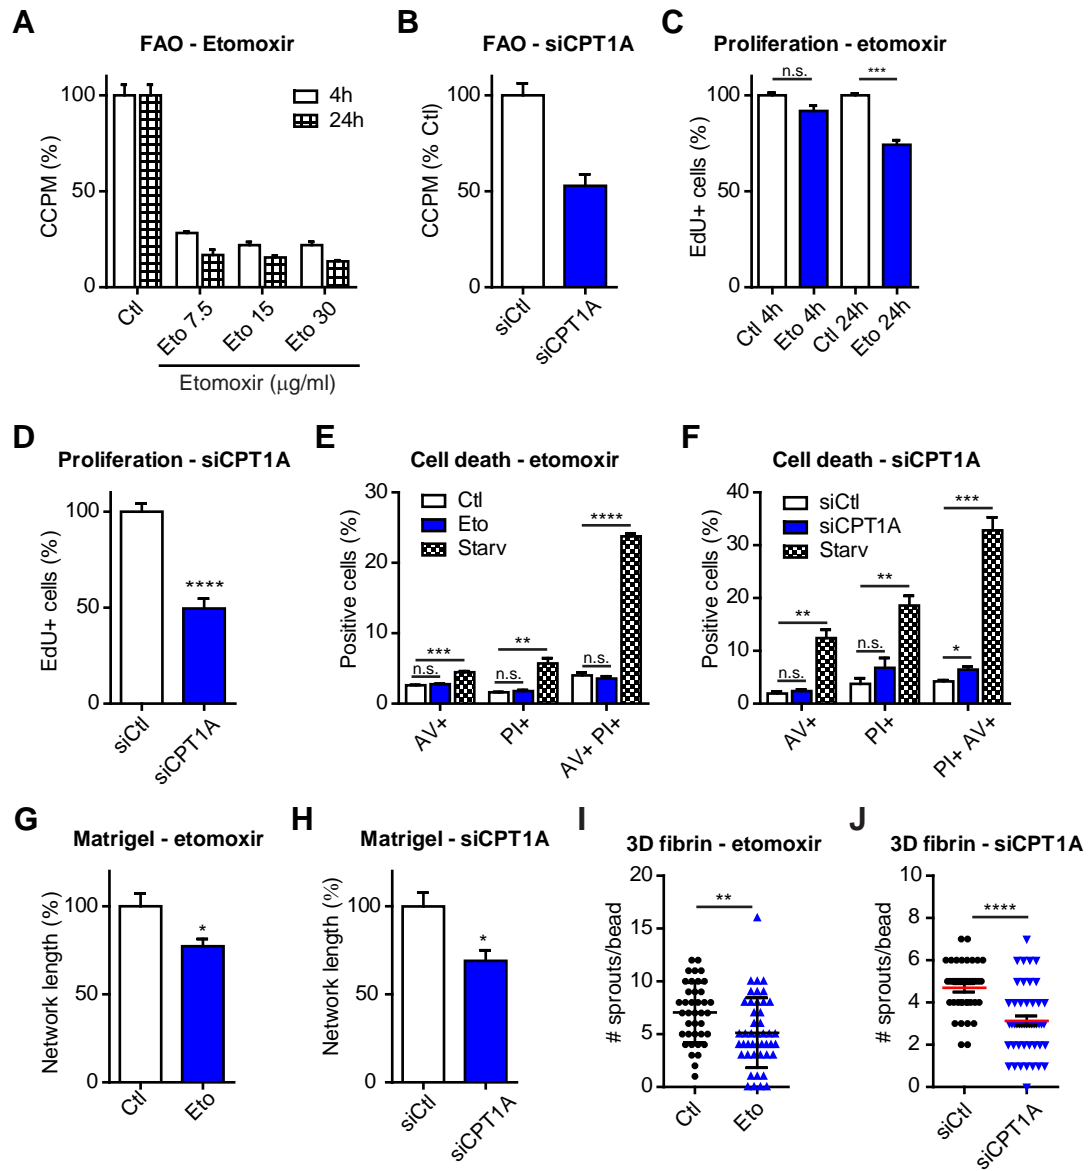 A
FAO - Etomoxir
CCPM (%)
100
50
0
4h
24h
Ctl
Eto 7.5
Eto 15
Eto 30
Etomoxir (μg/ml)
B
FAO - siCPT1A
CCPM (% Ctl)
100
50
0
siCtl
siCPT1A
C
Proliferation - etomoxir
EdU+ cells (%)
100
50
0
n.s.
***
Ctl 4h
Eto 4h
Ctl 24h
Eto 24h
D
Proliferation - siCPT1A
EdU+ cells (%)
100
50
0
****
siCtl
siCPT1A
E
Cell death - etomoxir
Positive cells (%)
30
20
10
0
Ctl
Eto
Starv
n.s.
***
n.s.
**
n.s.
****
AV+
PI+
AV+ PI+
F
Cell death - siCPT1A
Positive cells (%)
40
30
20
10
0
siCtl
siCPT1A
Starv
n.s.
**
n.s.
**
*
***
AV+
PI+
PI+ AV+
G
Matrigel - etomoxir
Network length (%)
100
50
0
*
Ctl
Eto
H
Matrigel - siCPT1A
Network length (%)
100
50
0
*
siCtl
siCPT1A
I
3D fibrin - etomoxir
# sprouts/bead
20
15
10
5
0
**
Ctl
Eto
J
3D fibrin - siCPT1A
# sprouts/bead
10
8
6
4
2
0
****
siCtl
siCPT1A